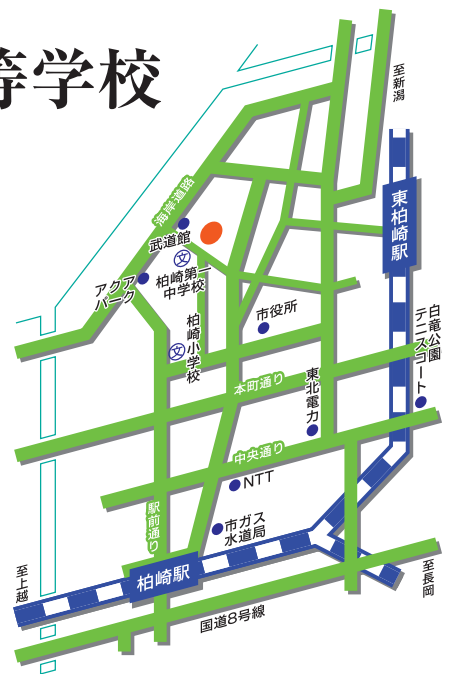 等学校
至新潟
海岸道路
東柏崎駅
武道館
文
柏崎第一
中学校
アクア
パーク
市役所
白竜公園
テニスコート
柏崎小学校
文
東北電力
本町通り
中央通り
NTT
駅前通り
市ガス
水道局
至上越
柏崎駅
至長岡
国道8号線